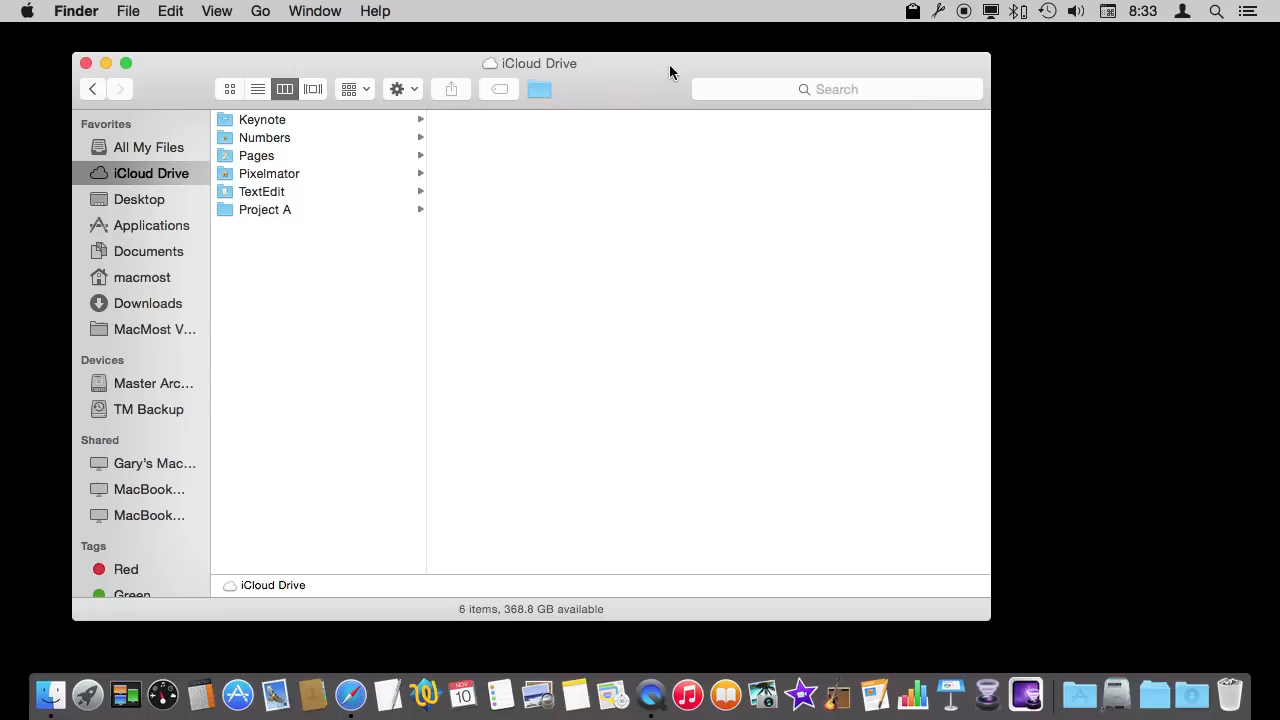 Finder File Edit View Go Window Help 8:33
iCloud Drive
Search
Favorites
All My Files
iCloud Drive
Desktop
Applications
Documents
macmost
Downloads
MacMost V...
Devices
Master Arc...
TM Backup
Shared
Gary's Mac...
MacBook...
MacBook...
Tags
Red
Green
Keynote
Numbers
Pages
Pixelmator
TextEdit
Project A
iCloud Drive
6 items, 368.8 GB available
NOV
10